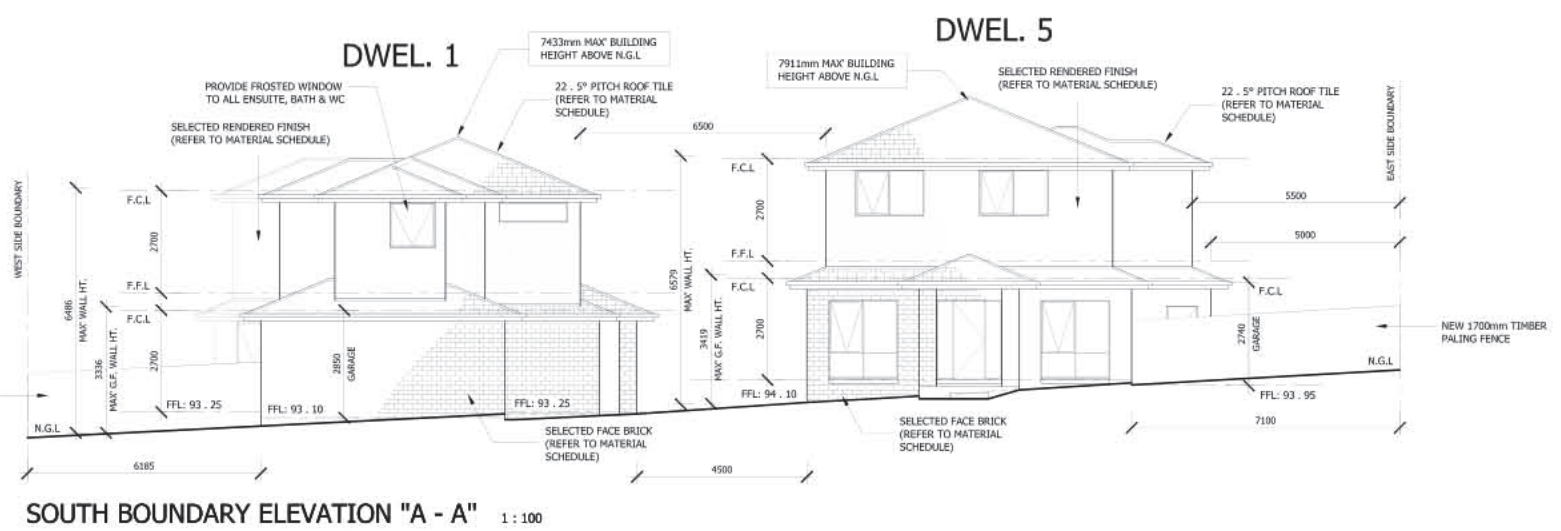 DWEL. 1
7433mm MAX' BUILDING
HEIGHT ABOVE N.G.L
PROVIDE FROSTED WINDOW
TO ALL ENSUITE, BATH & WC
22 . 5° PITCH ROOF TILE
(REFER TO MATERIAL
SCHEDULE)
SELECTED RENDERED FINISH
(REFER TO MATERIAL SCHEDULE)
6500
DWEL. 5
7911mm MAX' BUILDING
HEIGHT ABOVE N.G.L
SELECTED RENDERED FINISH
(REFER TO MATERIAL SCHEDULE)
22 . 5° PITCH ROOF TILE
(REFER TO MATERIAL
SCHEDULE)
WEST SIDE BOUNDARY
EAST SIDE BOUNDARY
6486
MAX' WALL HT.
3336
MAX' G.F. WALL HT.
F.C.L
2700
F.F.L
F.C.L
2700
2850
GARAGE
FFL: 93 . 25
FFL: 93 . 10
FFL: 93 . 25
N.G.L
SELECTED FACE BRICK
(REFER TO MATERIAL
SCHEDULE)
6185
4500
6579
MAX' WALL HT.
3419
MAX' G.F. WALL HT.
F.C.L
2700
F.F.L
F.C.L
2700
FFL: 94 . 10
SELECTED FACE BRICK
(REFER TO MATERIAL
SCHEDULE)
5500
5000
F.C.L
2740
GARAGE
FFL: 93 . 95
N.G.L
7100
NEW 1700mm TIMBER
PALING FENCE
SOUTH BOUNDARY ELEVATION "A - A" 1 : 100